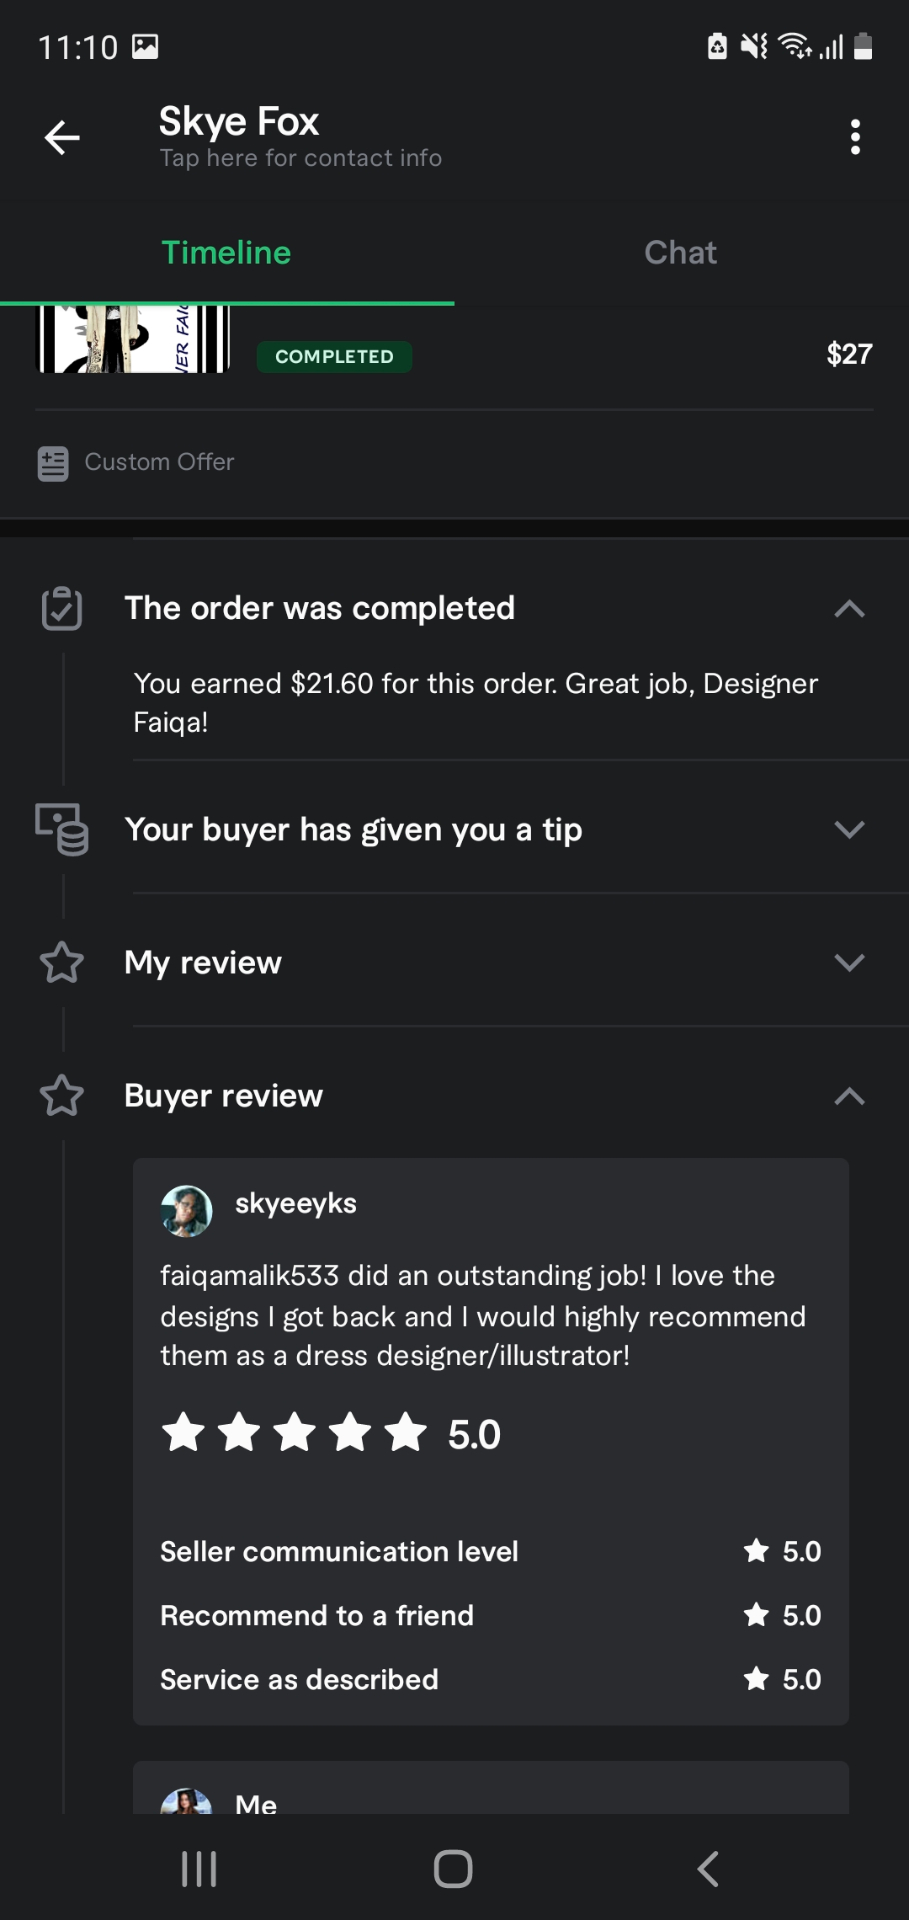 11:10
Skye Fox
Tap here for contact info
Timeline
Chat
COMPLETED
$27
Custom Offer
The order was completed
You earned $21.60 for this order. Great job, Designer
Faiqa!
Your buyer has given you a tip
My review
Buyer review
skyeeyks
faiqamalik533 did an outstanding job! I love the
designs I got back and I would highly recommend
them as a dress designer/illustrator!
5.0
Seller communication level
5.0
Recommend to a friend
5.0
Service as described
5.0
Me